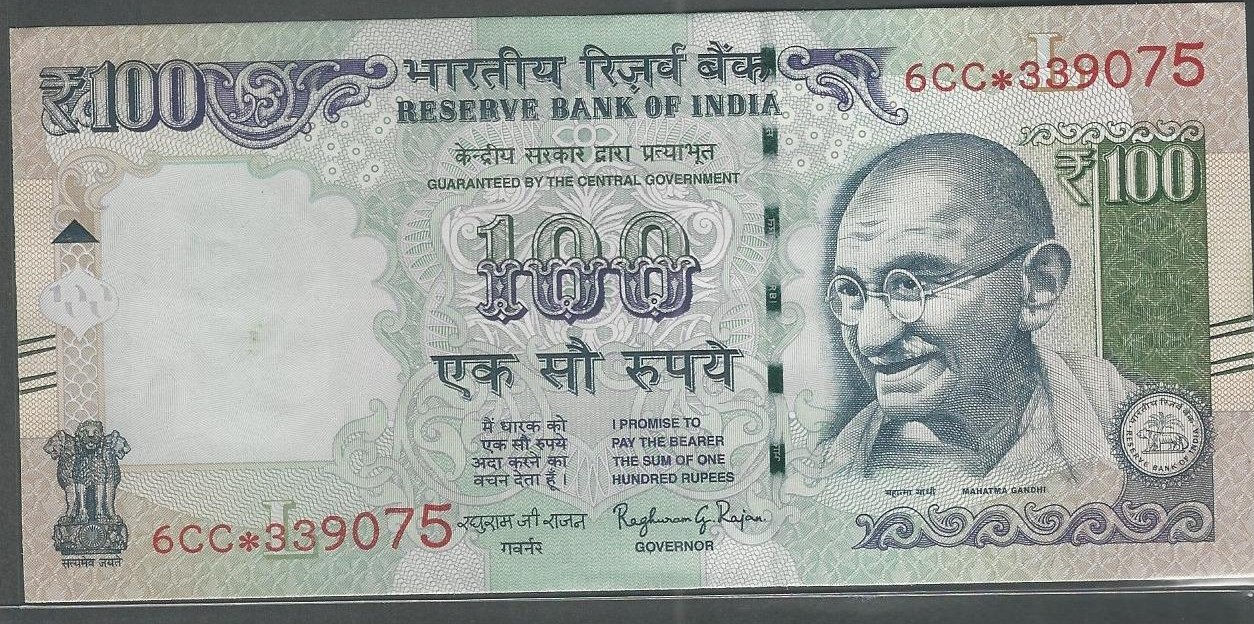 ₹100
भारतीय रिज़र्व बैंक
RESERVE BANK OF INDIA
6CC*339075
L
केन्द्रीय सरकार द्वारा प्रत्याभूत
GUARANTEED BY THE CENTRAL GOVERNMENT
₹100
100
एक सौ रुपये
मैं धारक को
एक सौ रुपये
अदा करने का
वचन देता हूँ ।
I PROMISE TO
PAY THE BEARER
THE SUM OF ONE
HUNDRED RUPEES
RBI
RESERVE BANK OF INDIA
महात्मा गांधी MAHATMA GANDHI
6CC*339075
L
रघुराम जी राजन
गवर्नर
Raghuram G. Rajan
GOVERNOR
सत्यमेव जयते